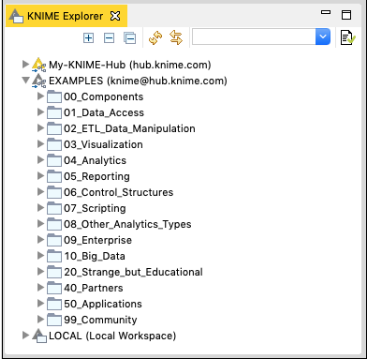 KNIME Explorer
My-KNIME-Hub (hub.knime.com)
EXAMPLES (knime@hub.knime.com)
00_Components
01_Data_Access
02_ETL_Data_Manipulation
03_Visualization
04_Analytics
05_Reporting
06_Control_Structures
07_Scripting
08_Other_Analytics_Types
09_Enterprise
10_Big_Data
20_Strange_but_Educational
40_Partners
50_Applications
99_Community
LOCAL (Local Workspace)